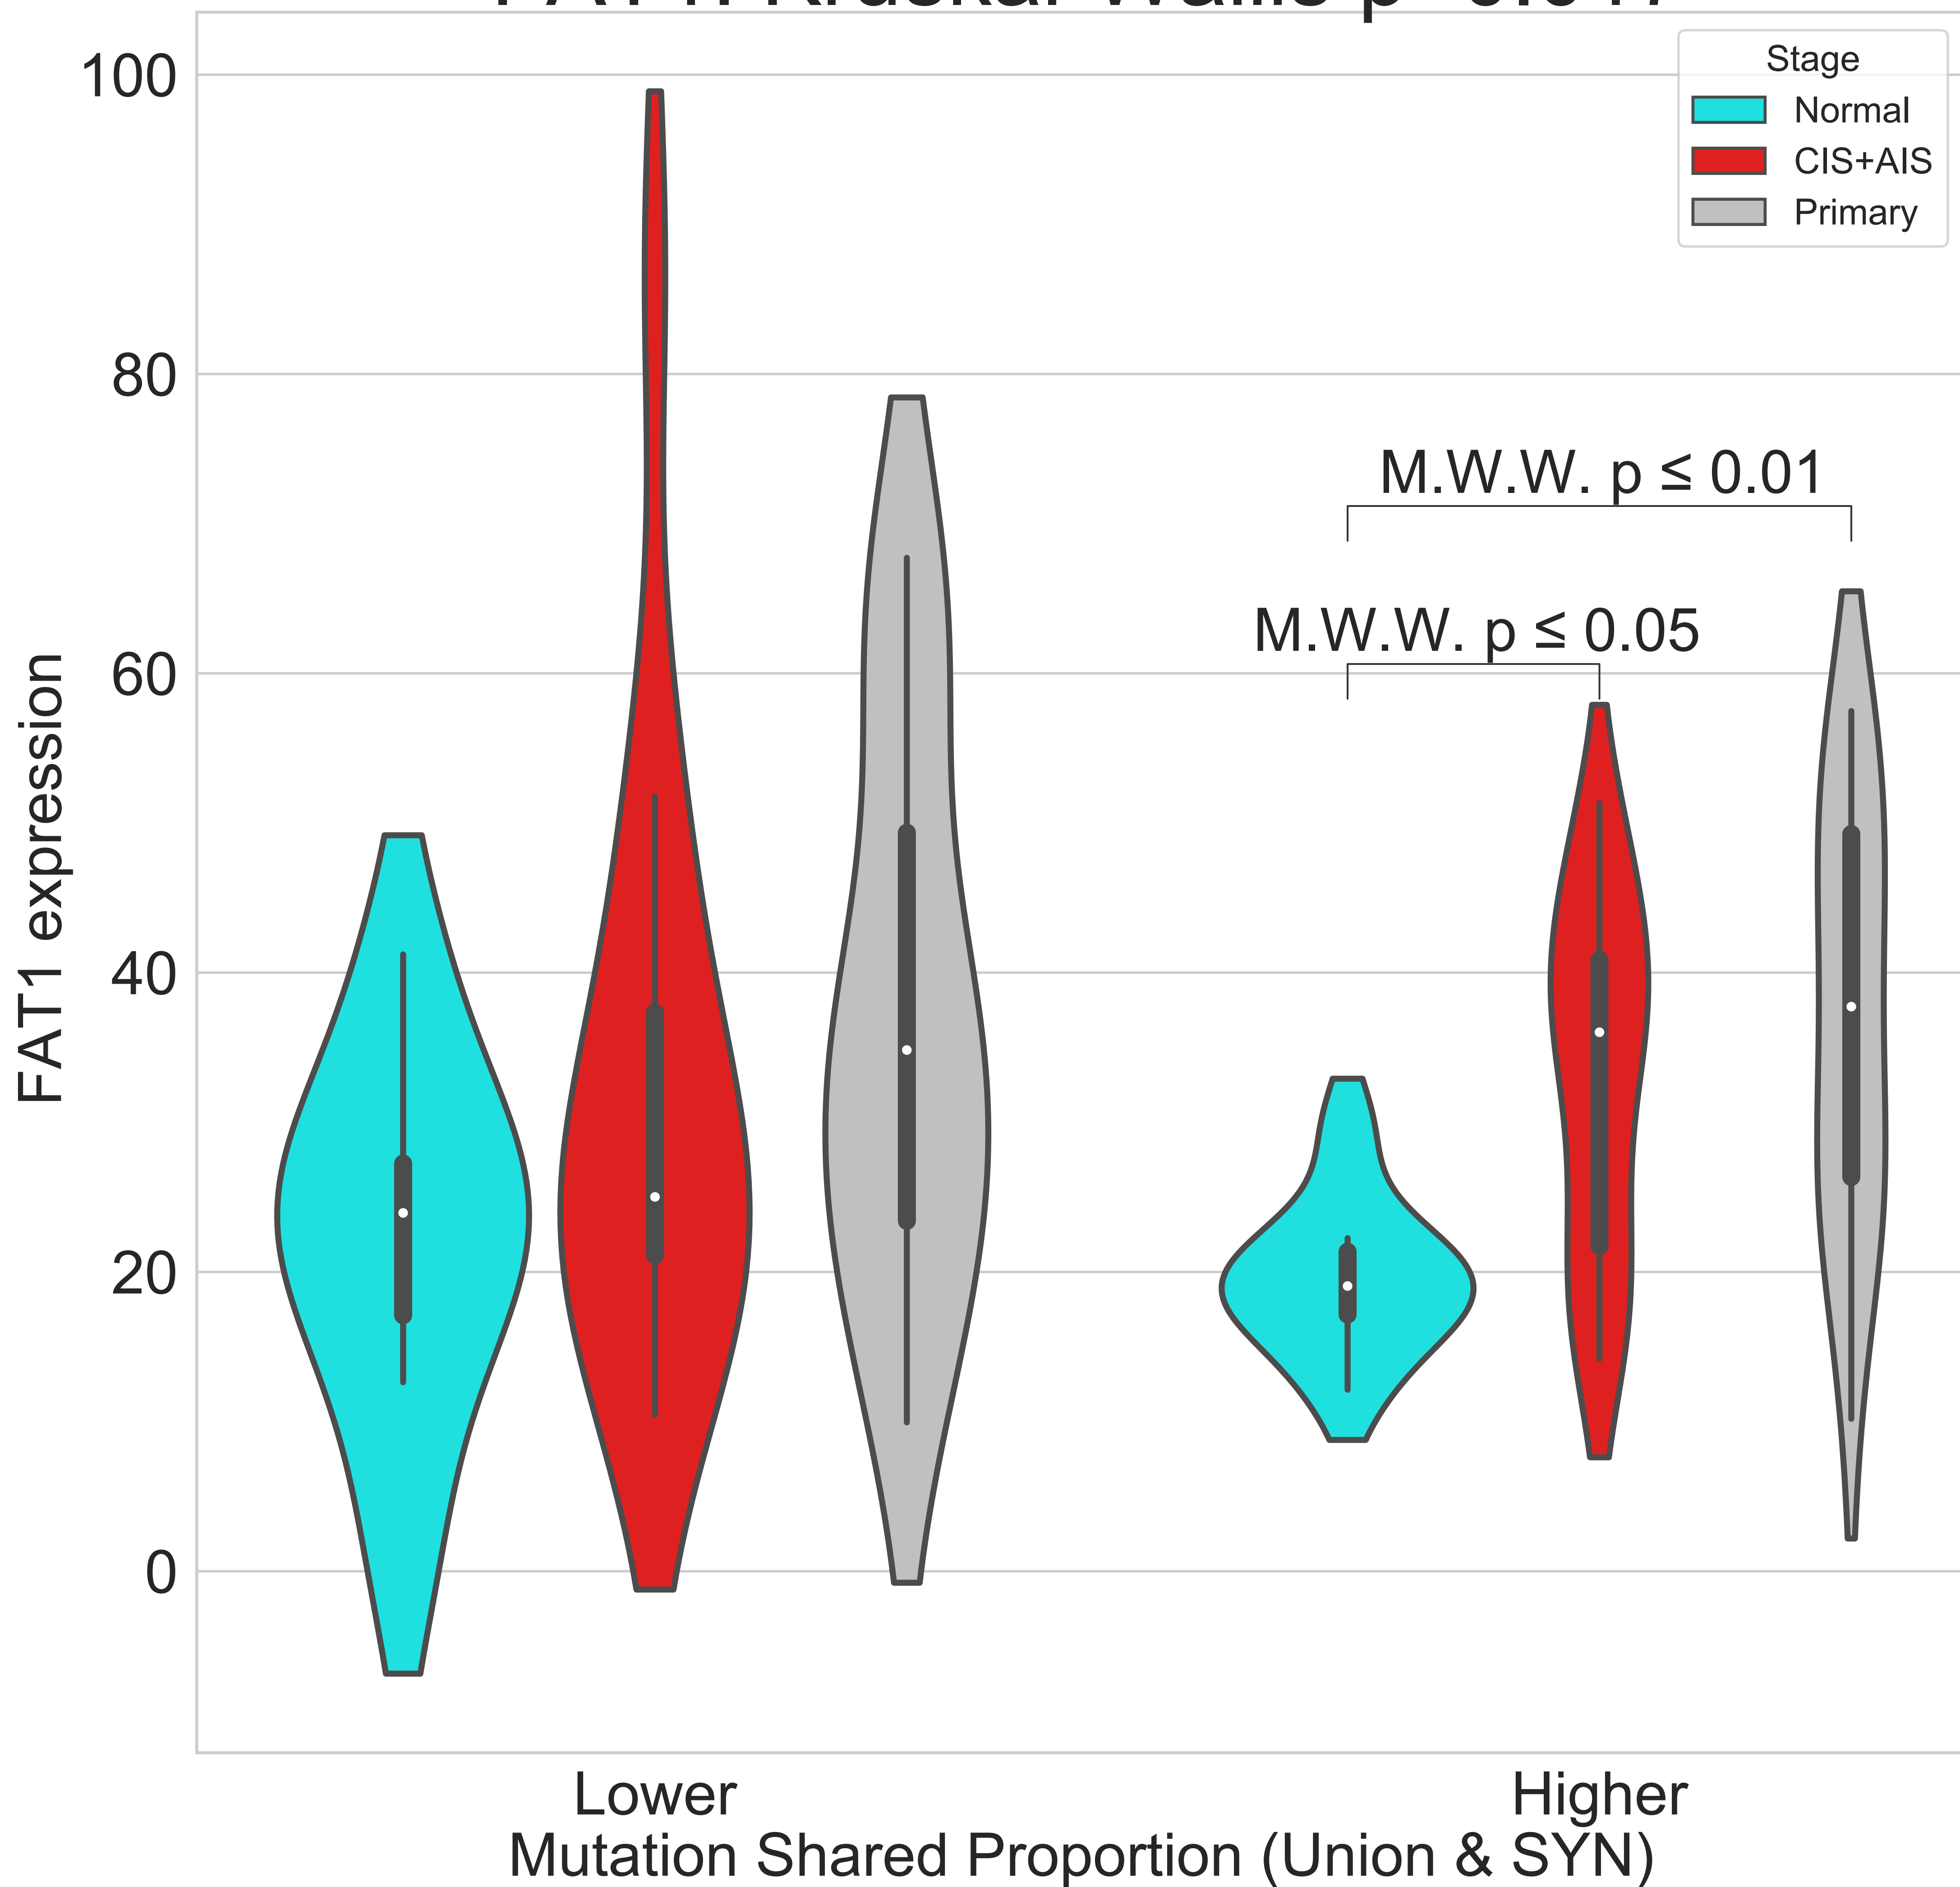 Stage
Normal
CIS+AIS
Primary
100
80
60
40
20
0
FAT1 expression
M.W.W. p ≤ 0.01
M.W.W. p ≤ 0.05
Lower
Higher
Mutation Shared Proportion (Union & SYN)